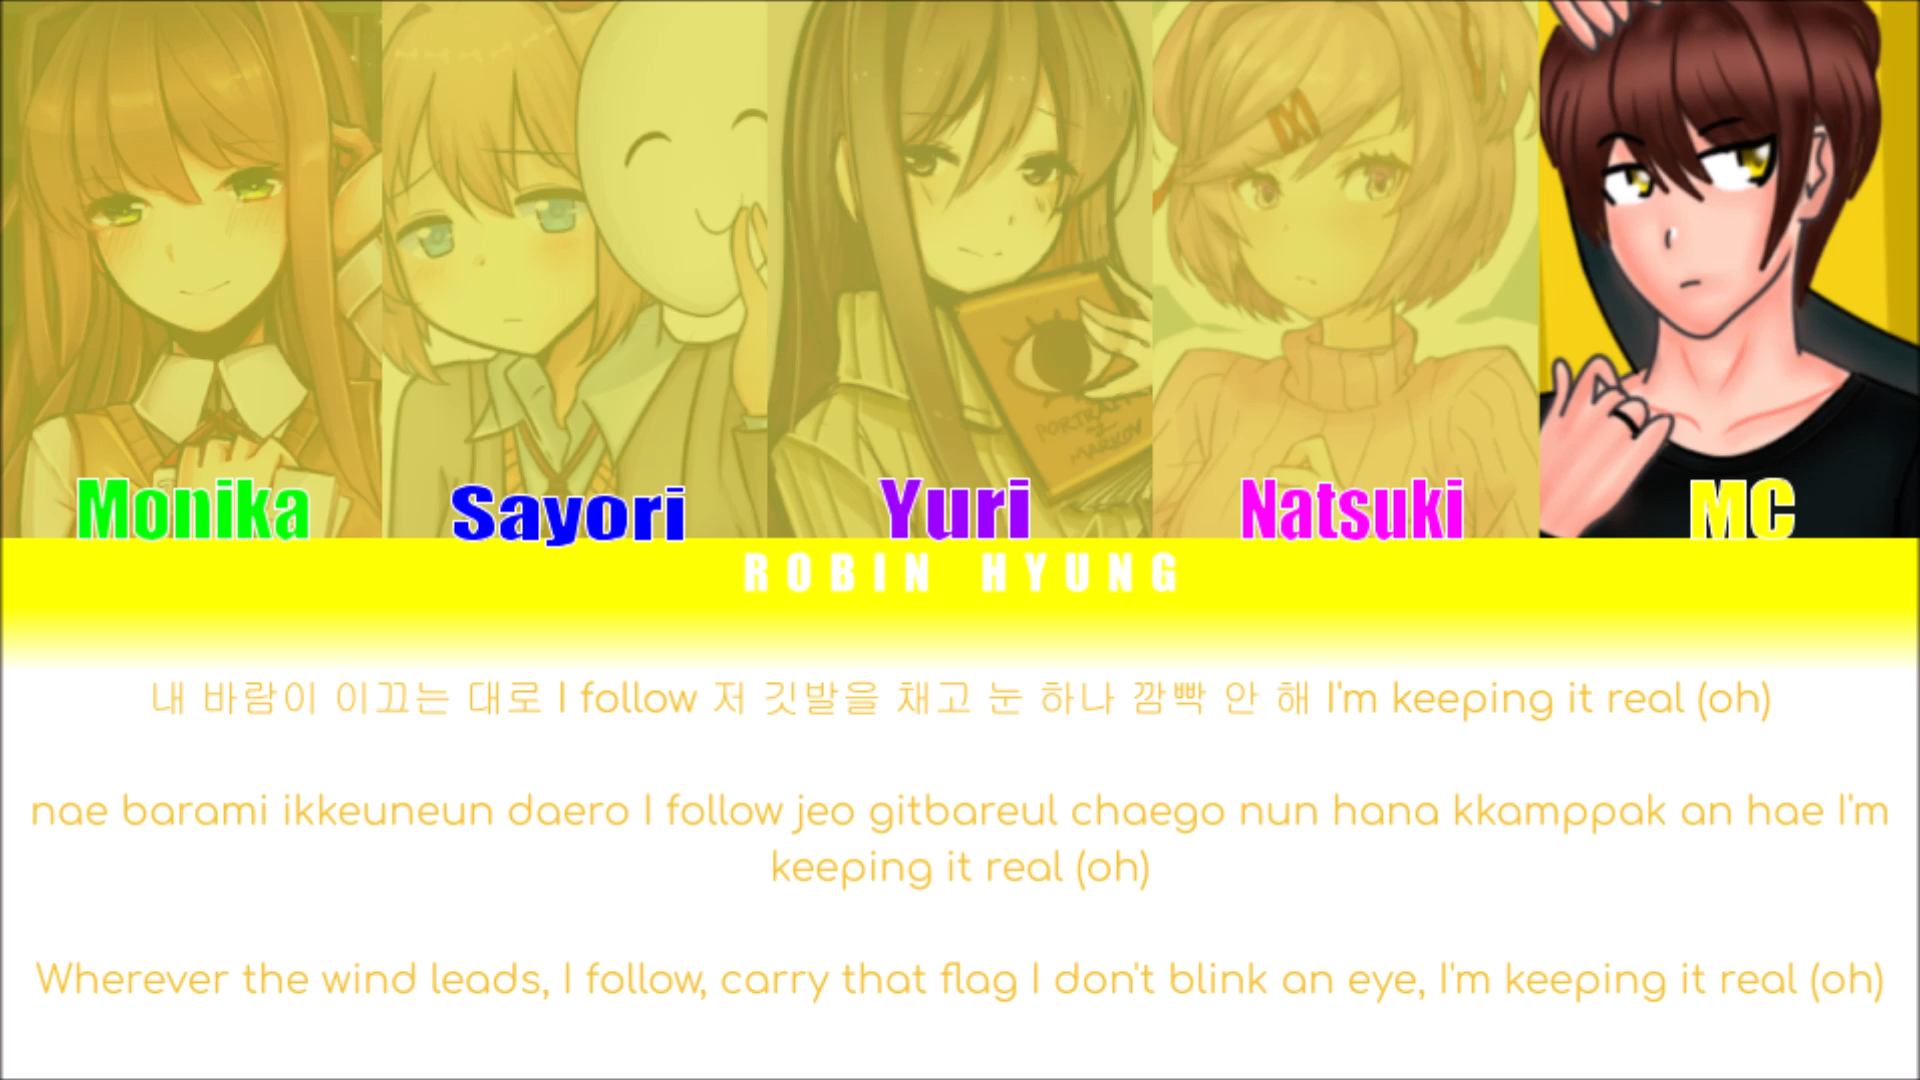 PORTRAIT
of
MARKOV
Monika
Sayori
Yuri
Natsuki
MC
ROBIN HYUNG
내 바람이 이끄는 대로 I follow 저 깃발을 채고 눈 하나 깜빡 안 해 I'm keeping it real (oh)
nae barami ikkeuneun daero I follow jeo gitbareul chaego nun hana kkamppak an hae I'm
keeping it real (oh)
Wherever the wind leads, I follow, carry that flag I don't blink an eye, I'm keeping it real (oh)